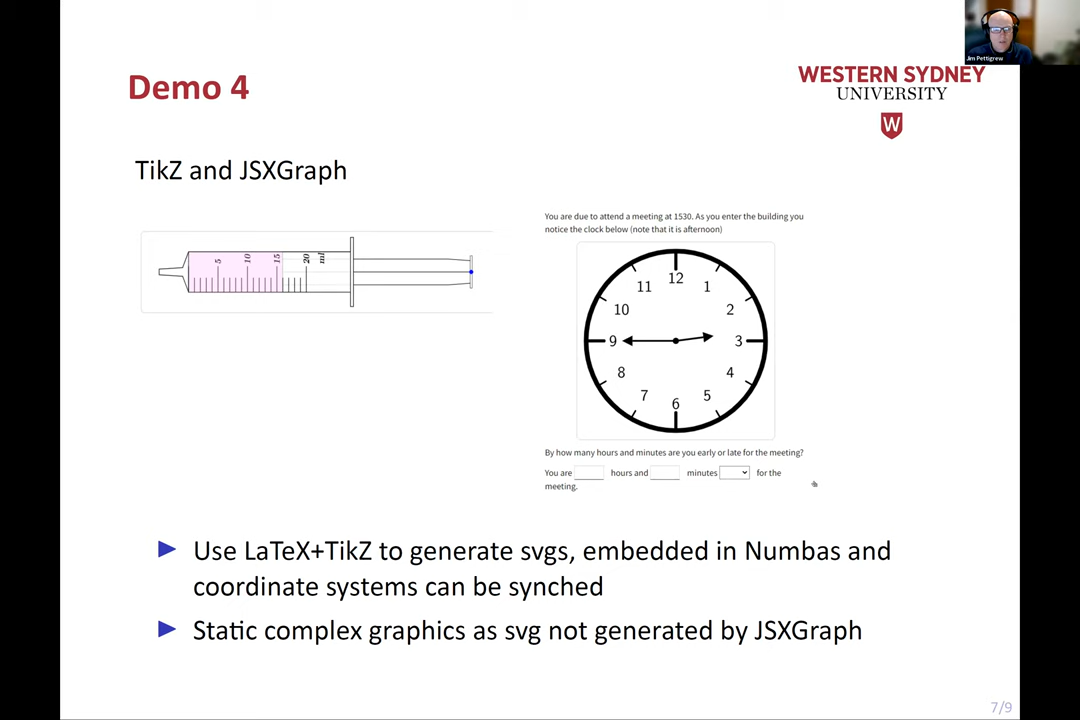 Jim Pettigrew
Demo 4
WESTERN SYDNEY
UNIVERSITY
W
TikZ and JSXGraph
5
10
15
20
ml
You are due to attend a meeting at 1530. As you enter the building you
notice the clock below (note that it is afternoon)
12
1
2
3
4
5
6
7
8
9
10
11
By how many hours and minutes are you early or late for the meeting?
You are hours and minutes for the
meeting.
Use LaTeX+TikZ to generate svgs, embedded in Numbas and
coordinate systems can be synched
Static complex graphics as svg not generated by JSXGraph
7/9